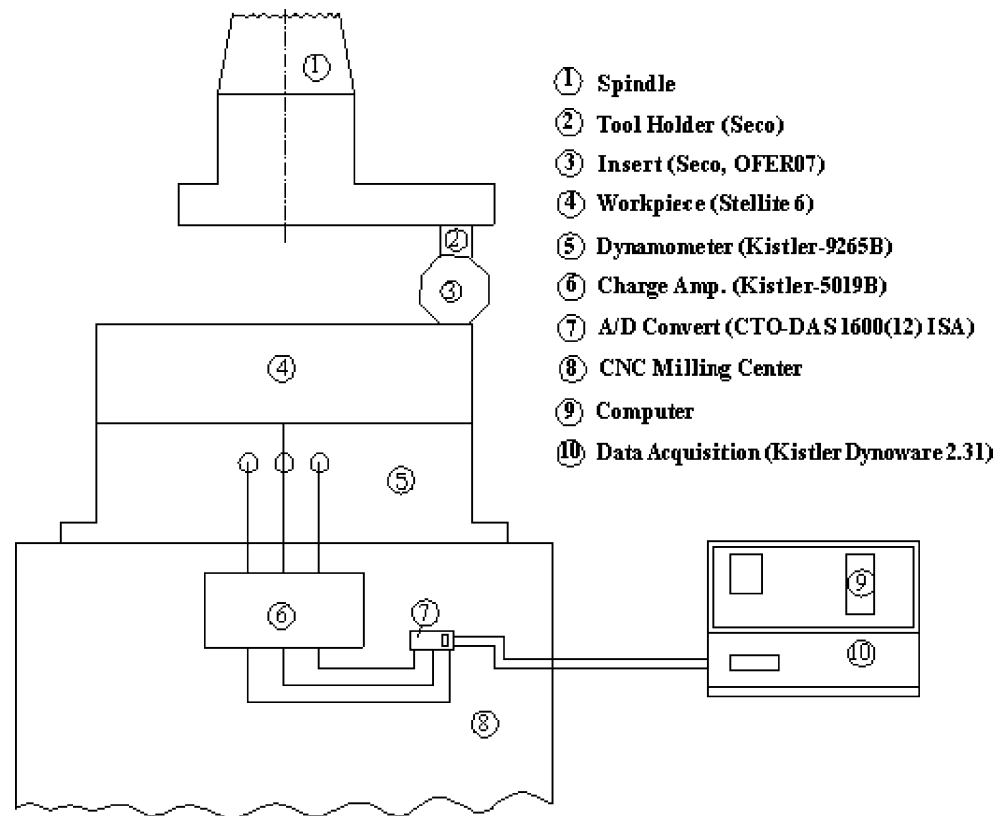 ① Spindle
② Tool Holder (Seco)
③ Insert (Seco, OFER07)
④ Workpiece (Stellite 6)
⑤ Dynamometer (Kistler-9265B)
⑥ Charge Amp. (Kistler-5019B)
⑦ A/D Convert (CTO-DAS1600(12) ISA)
⑧ CNC Milling Center
⑨ Computer
⑩ Data Acquisition (Kistler Dynoware 2.31)
①
②
③
④
⑤
⑥
⑦
⑧
⑨
⑩